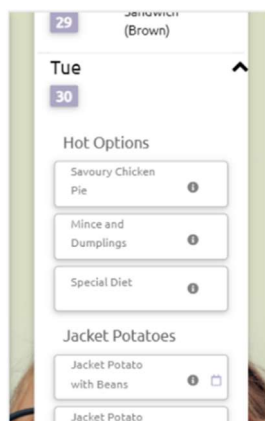 29
Sandwich
(Brown)
Tue
30
Hot Options
Savoury Chicken
Pie
Mince and
Dumplings
Special Diet
Jacket Potatoes
Jacket Potato
with Beans
Jacket Potato